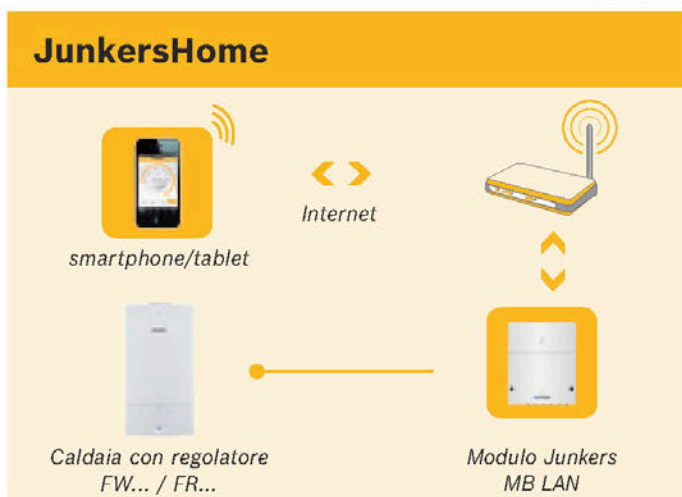 JunkersHome
Internet
smartphone/tablet
Caldaia con regolatore
FW... / FR...
Modulo Junkers
MB LAN